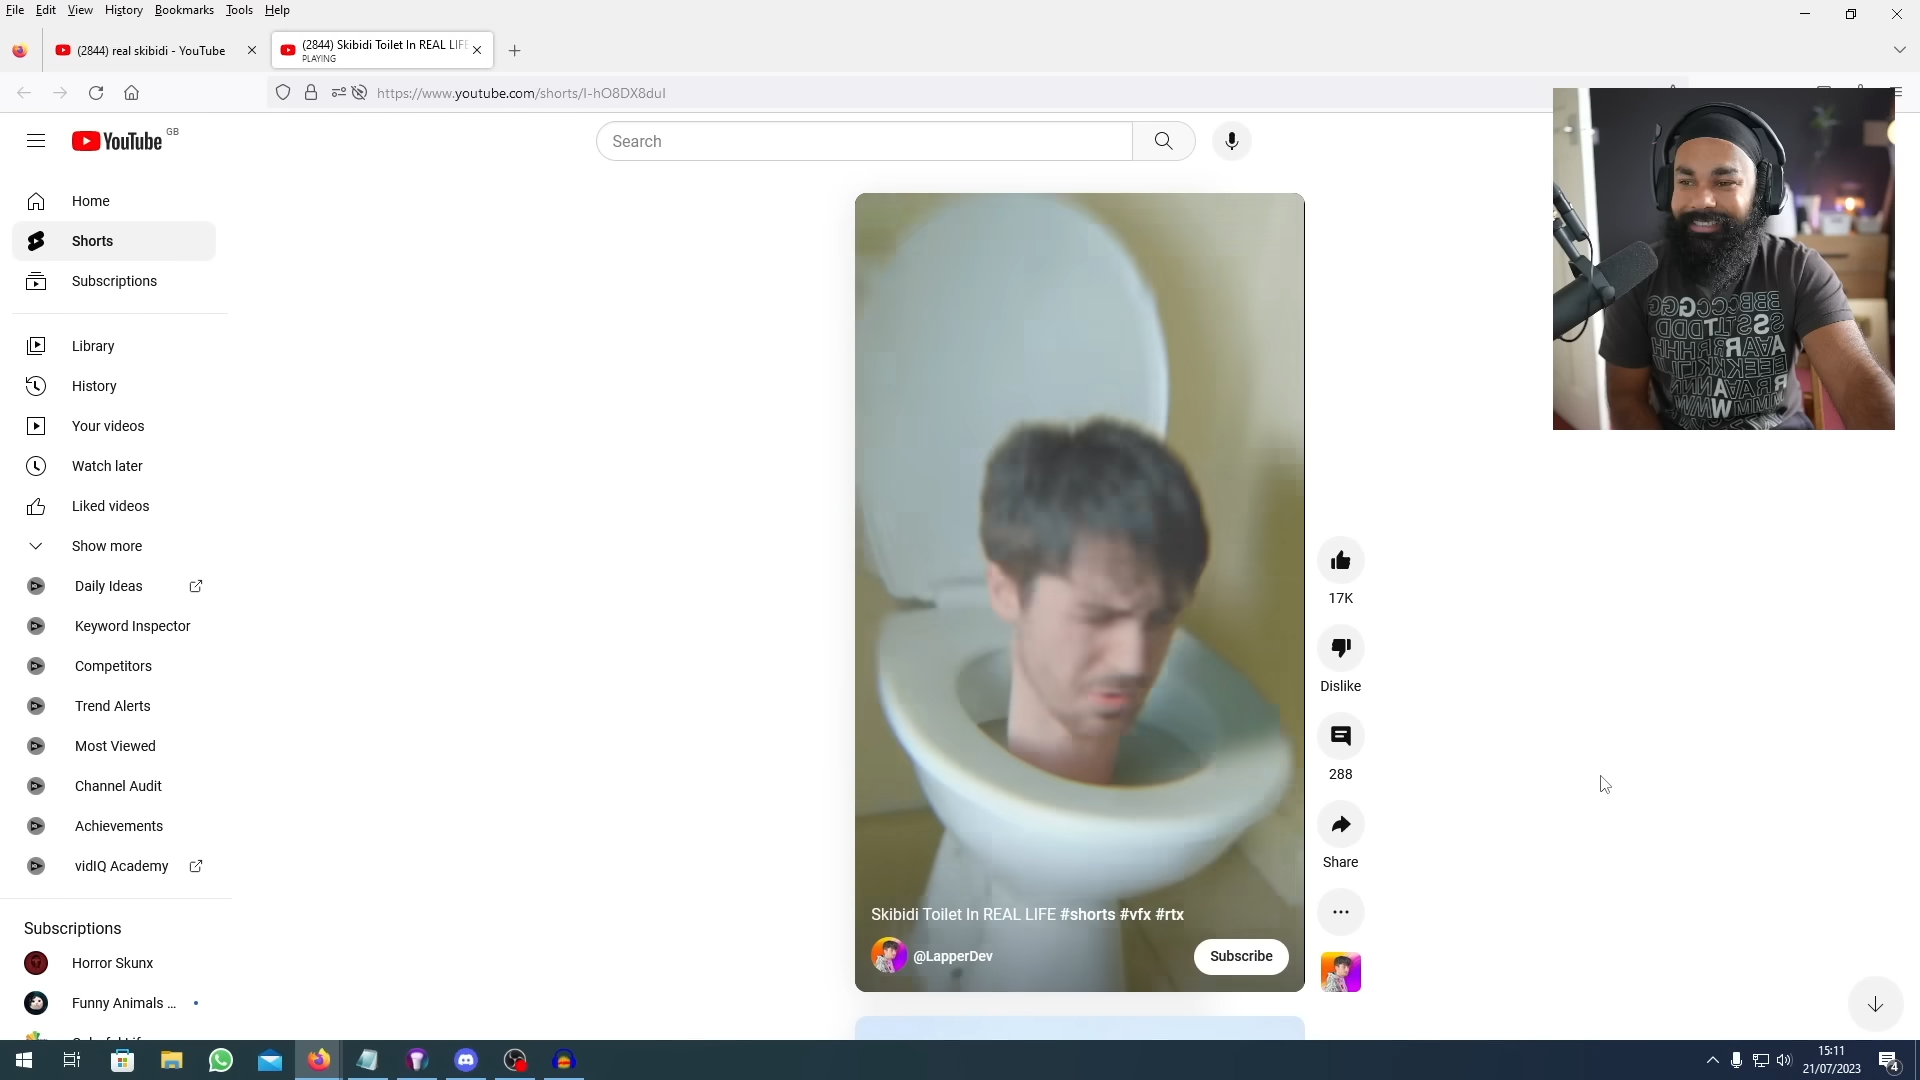 File Edit View History Bookmarks Tools Help
(2844) real skibidi - YouTube
(2844) Skibidi Toilet In REAL LIFE
PLAYING
https://www.youtube.com/shorts/I-hO8DX8duI
YouTube GB
Search
Home
Shorts
Subscriptions
Library
History
Your videos
Watch later
Lived videos
Show more
Daily Ideas
Keyword Inspector
Competitors
Trend Alerts
Most Viewed
Channel Audit
Achievements
vidIQ Academy
Subscriptions
Horror Skunx
Funny Animals ...
17K
Dislike
288
Share
Skibidi Toilet In REAL LIFE #shorts #vfx #rtx
@LapperDev
Subscribe
15:11
21/07/2023
4